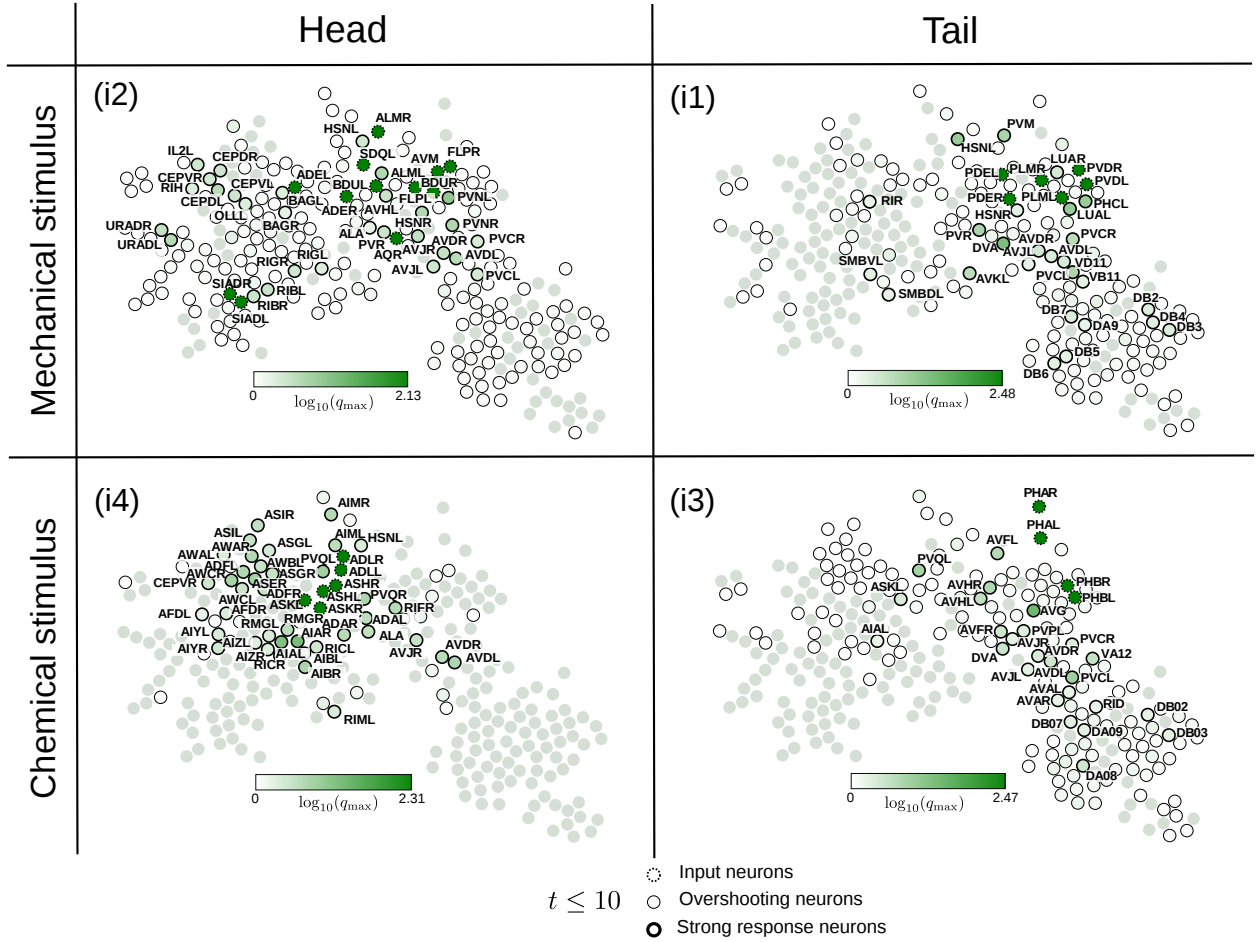 Head
Tail
Mechanical stimulus
Chemical stimulus
(i2)
ALMR
HSNL
IL2L
CEPDR
SDQL
AVM
FLPR
CEPVR
RIH
CEPVL
ADEL
BDUL
ALML
BDUR
CEPDL
BAGL
FLPL
PVNL
OLLL
ADER
AVHL
URADR
BAGR
HSNR
PVNR
URADL
ALA
PVR
AVDR
PVCR
RIGR
RIGL
AQR
AVJR
AVDL
AVJL
PVCL
SIADR
RIBL
RIBR
SIADL
0
2.13
log10(qmax)
(i1)
PVM
HSNL
PDEL
PLMR
LUAR
PVDR
PVDL
RIR
PDER
PLML
PHCL
HSNR
LUAL
PVR
AVDR
PVCR
DVA
AVJL
AVDL
SMBVL
VD11
AVKL
PVCL
VB11
SMBDL
DB2
DB7
DB4
DA9
DB3
DB5
DB6
0
2.48
log10(qmax)
(i4)
AIMR
ASIR
ASIL
AIML
HSNL
AWAR
ASGL
AWAL
PVQL
ADLR
ADFL
AWBL
ADLL
AWCR
ASGR
CEPVR
ASER
ASHR
ADFR
ASHL
PVQR
AWCL
ASKL
AFDL
AFDR
ASKR
RIFR
RMGR
ADAL
AIYL
RMGL
ADAR
AIZL
AIAR
ALA
AIYR
AIAL
RICL
AIZR
AVJR
AVDR
RICR
AIBL
AVDL
AIBR
RIML
0
2.31
log10(qmax)
(i3)
PHAR
PHAL
AVFL
PVQL
ASKL
AVHR
PHBR
AVHL
PHBL
AVG
AIAL
AVFR
PVPL
AVJR
PVCR
DVA
AVDR
VA12
AVJL
AVDL
PVCL
AVAL
AVAR
RID
DB02
DB07
DA09
DB03
DA08
0
2.47
log10(qmax)
t ≤ 10
Input neurons
Overshooting neurons
Strong response neurons